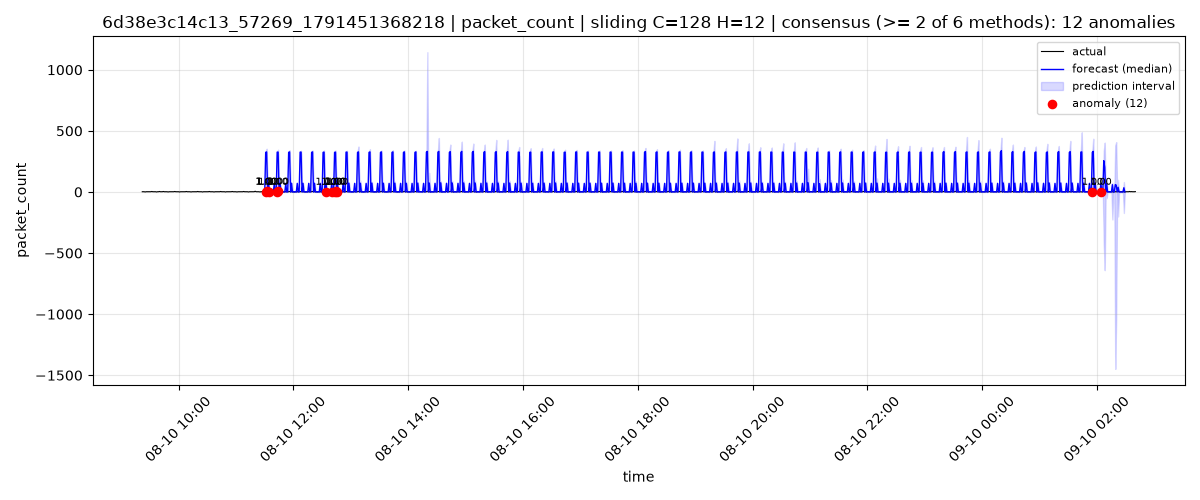 6d38e3c14c13_57269_1791451368218 | packet_count | sliding C=128 H=12 | consensus (>= 2 of 6 methods): 12 anomalies
actual
forecast (median)
prediction interval
anomaly (12)
1000
500
0
−500
−1000
−1500
packet_count
08-10 10:00
08-10 12:00
08-10 14:00
08-10 16:00
08-10 18:00
08-10 20:00
08-10 22:00
09-10 00:00
09-10 02:00
time